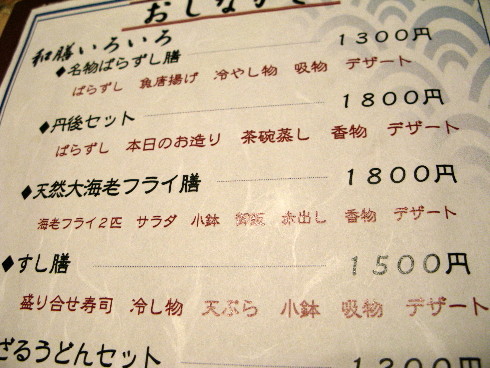 おしながき
和膳いろいろ
◆名物ばらずし膳 1300円
ばらずし 魚唐揚げ 冷やし物 吸物 デザート
◆丹後セット 1800円
ばらずし 本日のお造り 茶碗蒸し 香物 デザート
◆天然大海老フライ膳 1800円
海老フライ2匹 サラダ 小鉢 御飯 赤出し 香物 デザート
◆すし膳 1500円
盛り合せ寿司 冷し物 天ぷら 小鉢 吸物 デザート
ざるうどんセット 1200円